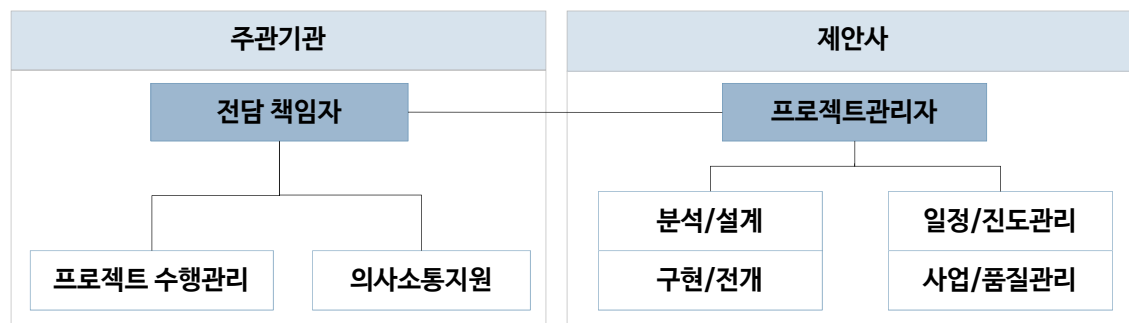 주관기관
제안사
전담 책임자
프로젝트관리자
분석/설계
일정/진도관리
프로젝트 수행관리
의사소통지원
구현/전개
사업/품질관리